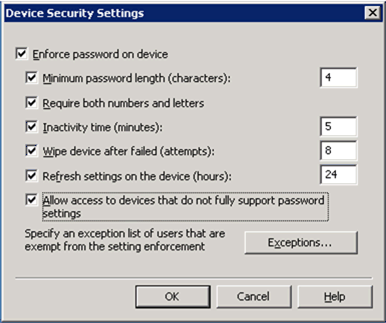 Device Security Settings
Enforce password on device
Minimum password length (characters): 4
Require both numbers and letters
Inactivity time (minutes): 5
Wipe device after failed (attempts): 8
Refresh settings on the device (hours): 24
Allow access to devices that do not fully support password
settings
Specify an exception list of users that are
exempt from the setting enforcement
Exceptions...
OK Cancel Help